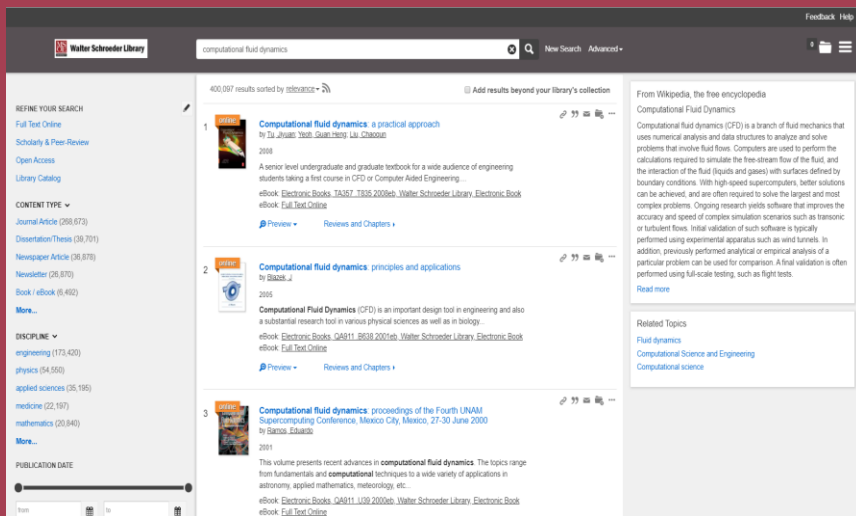 Feedback Help
Walter Schroeder Library
computational fluid dynamics
New Search Advanced
0
REFINE YOUR SEARCH
Full Text Online
Scholarly & Peer-Review
Open Access
Library Catalog
CONTENT TYPE
Journal Article (268,673)
Dissertation/Thesis (39,701)
Newspaper Article (36,878)
Newsletter (26,870)
Book / eBook (6,492)
More...
DISCIPLINE
engineering (173,420)
physics (54,550)
applied sciences (35,195)
medicine (22,197)
mathematics (20,840)
More...
PUBLICATION DATE
from
to
400,097 results sorted by relevance
Add results beyond your library's collection
1
online
Computational fluid dynamics: a practical approach
by Tu, Jiyuan; Yeoh, Guan Heng; Liu, Chaoqun
2008
A senior level undergraduate and graduate textbook for a wide audience of engineering
students taking a first course in CFD or Computer Aided Engineering...
eBook: Electronic Books, TA357 .T835 2008eb, Walter Schroeder Library, Electronic Book
eBook: Full Text Online
Preview Reviews and Chapters
2
online
Computational fluid dynamics: principles and applications
by Blazek, J
2005
Computational Fluid Dynamics (CFD) is an important design tool in engineering and also
a substantial research tool in various physical sciences as well as in biology...
eBook: Electronic Books, QA911 .B638 2001eb, Walter Schroeder Library, Electronic Book
eBook: Full Text Online
Preview Reviews and Chapters
3
online
Computational fluid dynamics: proceedings of the Fourth UNAM
Supercomputing Conference, Mexico City, Mexico, 27-30 June 2000
by Ramos, Eduardo
2001
This volume presents recent advances in computational fluid dynamics. The topics range
from fundamentals and computational techniques to a wide variety of applications in
astronomy, applied mathematics, meteorology, etc...
eBook: Electronic Books, QA911 .U39 2000eb, Walter Schroeder Library, Electronic Book
eBook: Full Text Online
From Wikipedia, the free encyclopedia
Computational Fluid Dynamics
Computational fluid dynamics (CFD) is a branch of fluid mechanics that
uses numerical analysis and data structures to analyze and solve
problems that involve fluid flows. Computers are used to perform the
calculations required to simulate the free-stream flow of the fluid, and
the interaction of the fluid (liquids and gases) with surfaces defined by
boundary conditions. With high-speed supercomputers, better solutions
can be achieved, and are often required to solve the largest and most
complex problems. Ongoing research yields software that improves the
accuracy and speed of complex simulation scenarios such as transonic
or turbulent flows. Initial validation of such software is typically
performed using experimental apparatus such as wind tunnels. In
addition, previously performed analytical or empirical analysis of a
particular problem can be used for comparison. A final validation is often
performed using full-scale testing, such as flight tests.
Read more
Related Topics
Fluid dynamics
Computational Science and Engineering
Computational science